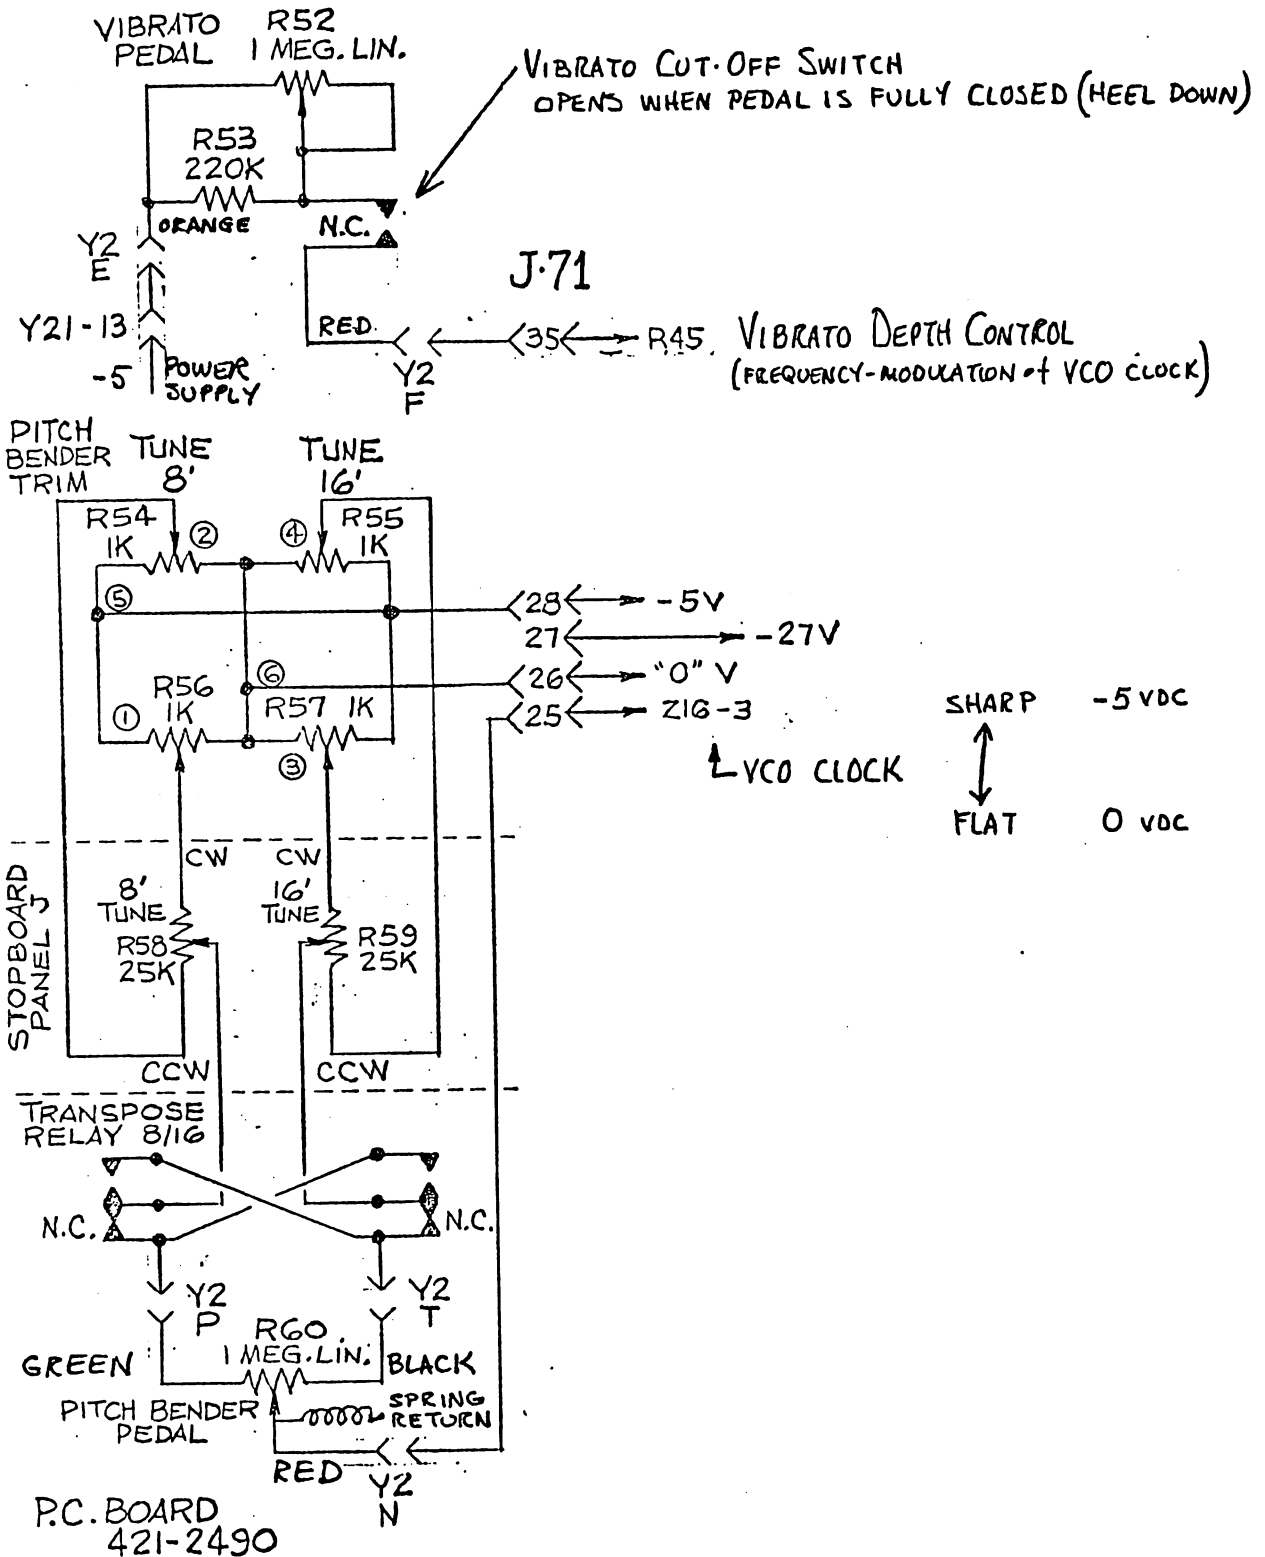 VIBRATO
PEDAL
R52
1 MEG. LIN.
VIBRATO CUT-OFF SWITCH
OPENS WHEN PEDAL IS FULLY CLOSED (HEEL DOWN)
R53
220K
ORANGE
N.C.
Y2
E
J-71
Y21-13
RED
35
R45
VIBRATO DEPTH CONTROL
(FREQUENCY-MODULATION of VCO CLOCK)
-5
POWER
SUPPLY
Y2
F
PITCH
BENDER
TRIM
TUNE
8'
TUNE
16'
R54
1K
②
④
R55
1K
⑤
28
-5V
27
-27V
⑥
26
"O" V
R56
1K
①
R57
1K
③
25
Z16-3
VCO CLOCK
SHARP
-5 VDC
FLAT
0 VDC
CW
CW
STOPBOARD
PANEL J
8'
TUNE
R58
25K
16'
TUNE
R59
25K
CCW
CCW
TRANSPOSE
RELAY 8/16
N.C.
N.C.
Y2
P
Y2
T
GREEN
R60
1 MEG. LIN.
BLACK
PITCH BENDER
PEDAL
SPRING
RETURN
RED
Y2
N
P.C. BOARD
421-2490